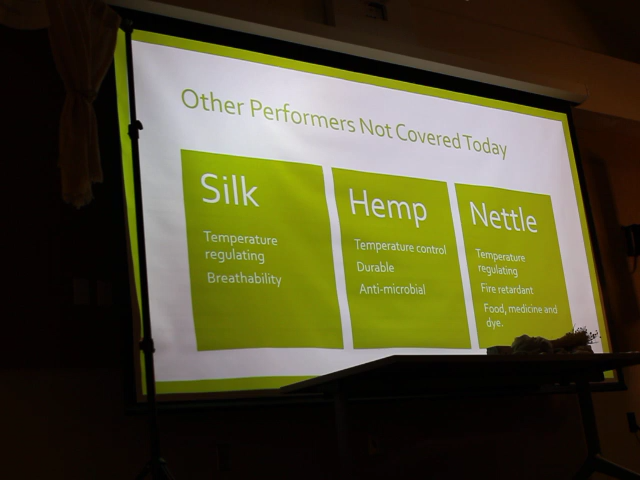 Other Performers Not Covered Today
Silk
Temperature
regulating
Breathability
Hemp
Temperature control
Durable
Anti-microbial
Nettle
Temperature
regulating
Fire retardant
Food, medicine and
dye.